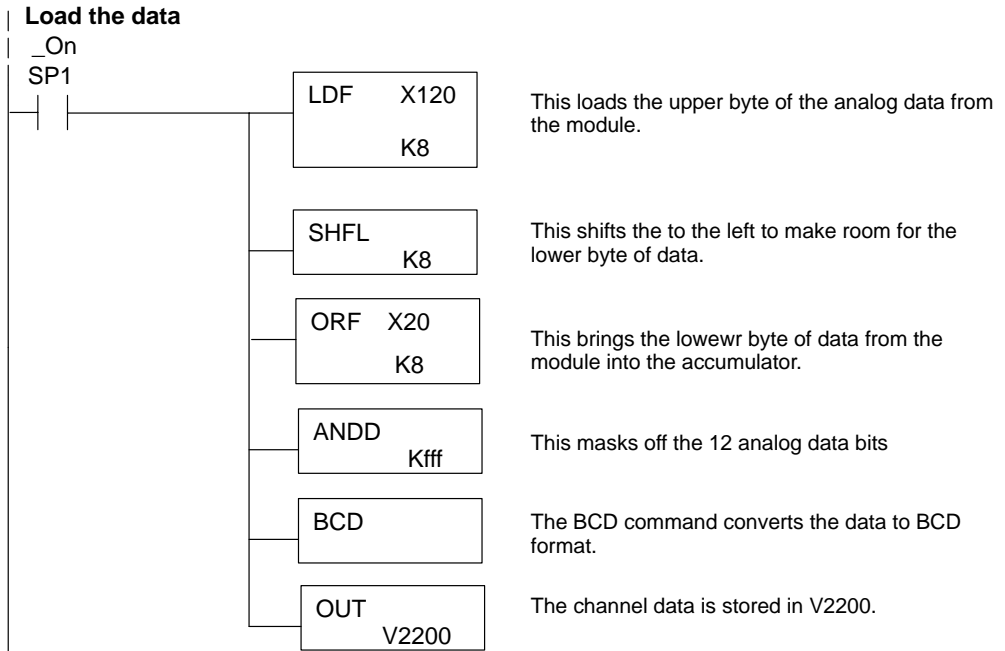 Load the data
_On
SP1
LDF X120
K8
This loads the upper byte of the analog data from
the module.
SHFL
K8
This shifts the to the left to make room for the
lower byte of data.
ORF X20
K8
This brings the lowewr byte of data from the
module into the accumulator.
ANDD
Kfff
This masks off the 12 analog data bits
BCD
The BCD command converts the data to BCD
format.
OUT
V2200
The channel data is stored in V2200.